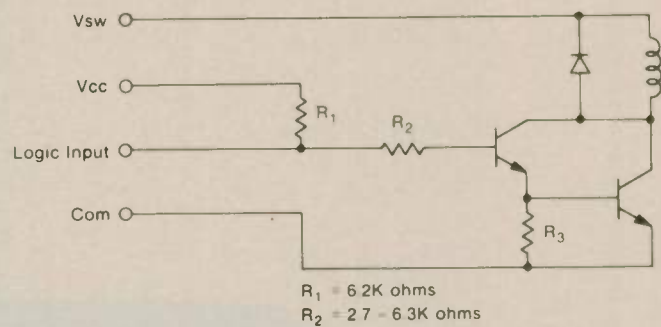 Vsw
Vcc
R1
R2
Logic Input
Com
R3
R1 = 6.2K ohms
R2 = 2.7 - 6.3K ohms